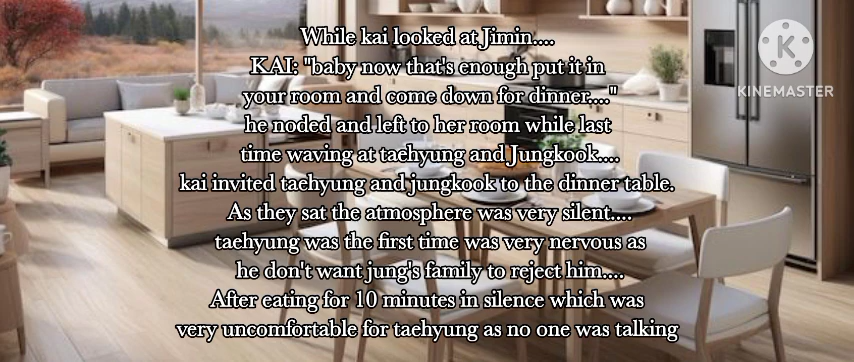 While kai looked at Jimin....
KAI; "baby now that's enough put it in
your room and come down for dinner...."
he noded and left to her room while last
time waving at taehyung and Jungkook....
kai invited taehyung and jungkook to the dinner table.
As they sat the atmosphere was very silent....
taehyung was the first time was very nervous as
he don't want jung's family to reject him....
After eating for 10 minutes in silence which was
very uncomfortable for taehyung as no one was talking
K
KINEMASTER